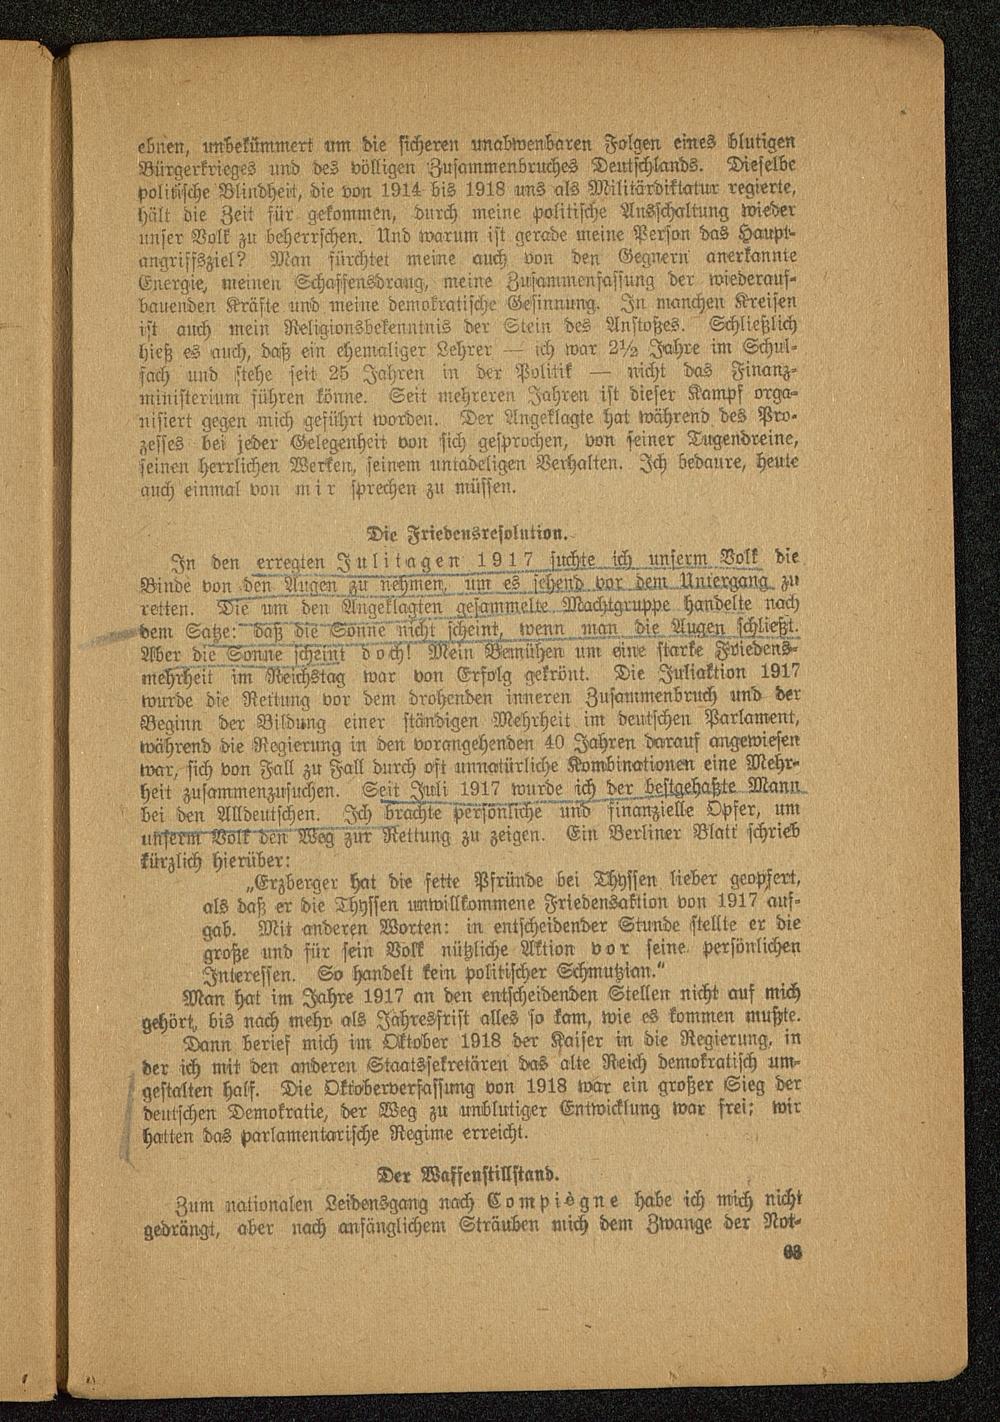 ebnen, unbekümmert um die sicheren unabwenbaren Folgen eines blutigen
Bürgerkrieges und des völligen Zusammenbruches Deutschlands. Dieselbe
politische Blindheit, die von 1914 bis 1918 uns als Militärdiktatur regierte,
hält die Zeit für gekommen, durch meine politische Ausschaltung wieder
unser Volk zu beherrschen. Und warum ist gerade meine Person das Haupt-
angriffsziel? Man fürchtet meine auch von den Gegnern anerkannte
Energie, meinen Schaffensdrang, meine Zusammenfassung der wiederauf-
bauenden Kräfte und meine demokratische Gesinnung. In manchen Kreisen
ist auch mein Religionsbekenntnis der Stein des Anstoßes. Schließlich
hieß es auch, daß ein ehemaliger Lehrer — ich war 2½ Jahre im Schul-
fach und stehe seit 25 Jahren in der Politik — nicht das Finanz-
ministerium führen könne. Seit mehreren Jahren ist dieser Kampf orga-
nisiert gegen mich geführt worden. Der Angeklagte hat während des Pro-
zesses bei jeder Gelegenheit von sich gesprochen, von seiner Tugendreine,
seinen herrlichen Werken, seinem untadeligen Verhalten. Ich bedaure, heute
auch einmal von mir sprechen zu müssen.
Die Friedensresolution.
In den erregten Julitagen 1917 suchte ich unserm Volk die
Binde von den Augen zu nehmen, um es sehend vor dem Untergang zu
retten. Die um den Angeklagten gesammelte Machtgruppe handelte nach
dem Satze: daß die Sonne nicht scheint, wenn man die Augen schließt.
Aber die Sonne scheint doch! Mein Bemühen um eine starke Friedens-
mehrheit im Reichstag war von Erfolg gekrönt. Die Juliaktion 1917
wurde die Rettung vor dem drohenden inneren Zusammenbruch und der
Beginn der Bildung einer ständigen Mehrheit im deutschen Parlament,
während die Regierung in den vorangehenden 40 Jahren darauf angewiesen
war, sich von Fall zu Fall durch oft unnatürliche Kombinationen eine Mehr-
heit zusammenzusuchen. Seit Juli 1917 wurde ich der bestgehaßte Mann
bei den Alldeutschen. Ich brachte persönliche und finanzielle Opfer, um
unserm Volk den Weg zur Rettung zu zeigen. Ein Berliner Blatt schrieb
kürzlich hierüber:
„Erzberger hat die fette Pfründe bei Thyssen lieber geopfert,
als daß er die Thyssen unwillkommene Friedensaktion von 1917 auf-
gab. Mit anderen Worten: in entscheidender Stunde stellte er die
große und für sein Volk nützliche Aktion vor seine persönlichen
Interessen. So handelt kein politischer Schmutzian.“
Man hat im Jahre 1917 an den entscheidenden Stellen nicht auf mich
gehört, bis nach mehr als Jahresfrist alles so kam, wie es kommen mußte.
Dann berief mich im Oktober 1918 der Kaiser in die Regierung, in
der ich mit den anderen Staatssekretären das alte Reich demokratisch um-
gestalten half. Die Oktoberverfassung von 1918 war ein großer Sieg der
deutschen Demokratie, der Weg zu unblutiger Entwicklung war frei; wir
hatten das parlamentarische Regime erreicht.
Der Waffenstillstand.
Zum nationalen Leidensgang nach Compiègne habe ich mich nicht
gedrängt, aber nach anfänglichem Sträuben mich dem Zwange der Not-
63